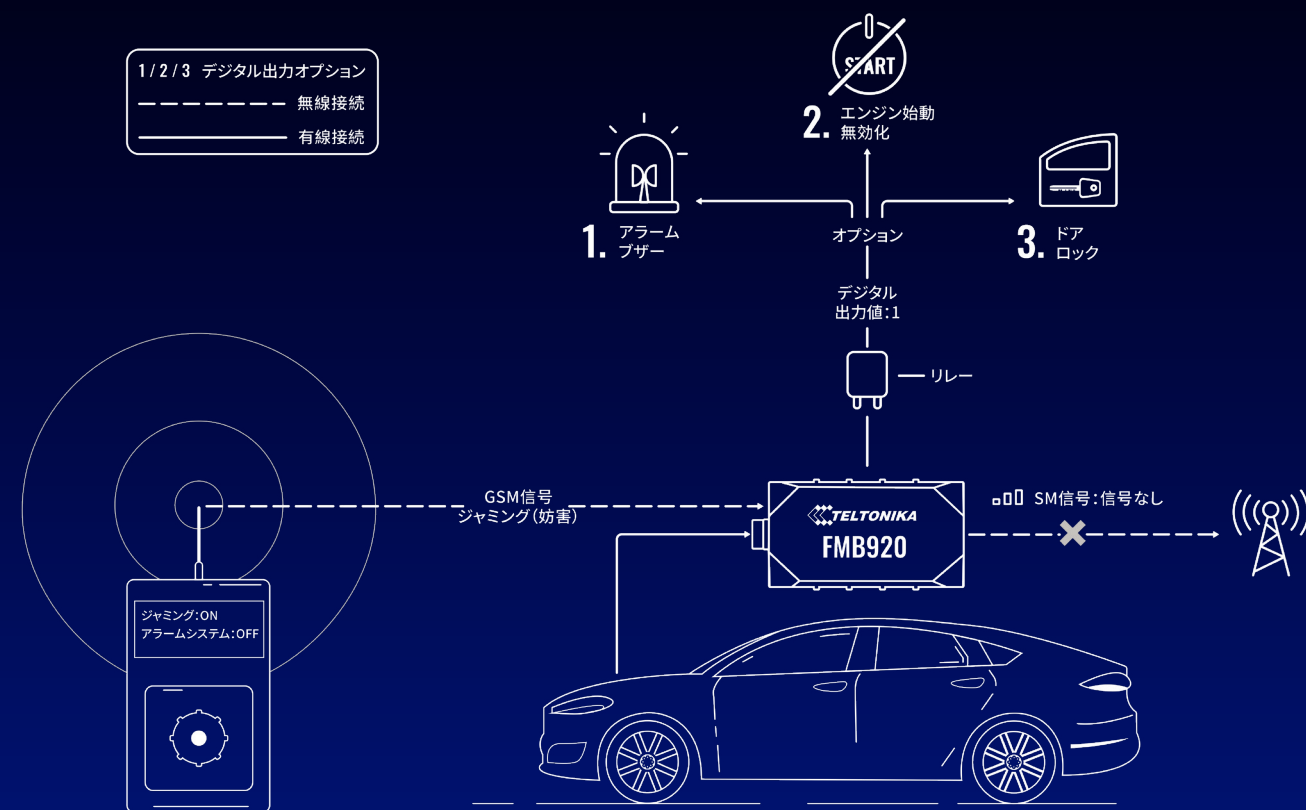 1 / 2 / 3 デジタル出力オプション
無線接続
有線接続
START
2. エンジン始動
無効化
1. アラーム
ブザー
3. ドア
ロック
オプション
デジタル
出力値:1
リレー
GSM信号
ジャミング(妨害)
SM信号:信号なし
TELTONIKA
FMB920
ジャミング:ON
アラームシステム:OFF